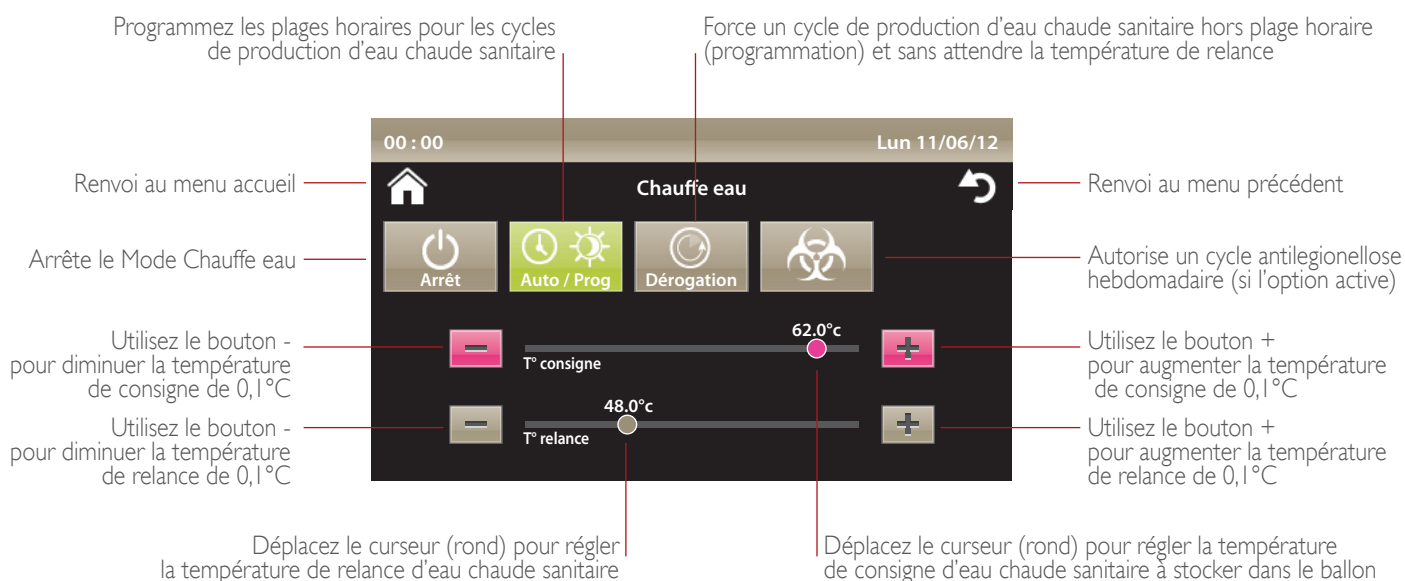 Programmez les plages horaires pour les cycles
de production d'eau chaude sanitaire
Force un cycle de production d'eau chaude sanitaire hors plage horaire
(programmation) et sans attendre la température de relance
00 : 00
Lun 11/06/12
Renvoi au menu accueil
Chauffe eau
Renvoi au menu précédent
Arrête le Mode Chauffe eau
Arrêt
Auto / Prog
Dérogation
Autorise un cycle antilegionellose
hebdomadaire (si l'option active)
Utilisez le bouton -
pour diminuer la température
de consigne de 0,1°C
62.0°c
T° consigne
Utilisez le bouton +
pour augmenter la température
de consigne de 0,1°C
Utilisez le bouton -
pour diminuer la température
de relance de 0,1°C
48.0°c
T° relance
Utilisez le bouton +
pour augmenter la température
de relance de 0,1°C
Déplacez le curseur (rond) pour régler
la température de relance d'eau chaude sanitaire
Déplacez le curseur (rond) pour régler la température
de consigne d'eau chaude sanitaire à stocker dans le ballon